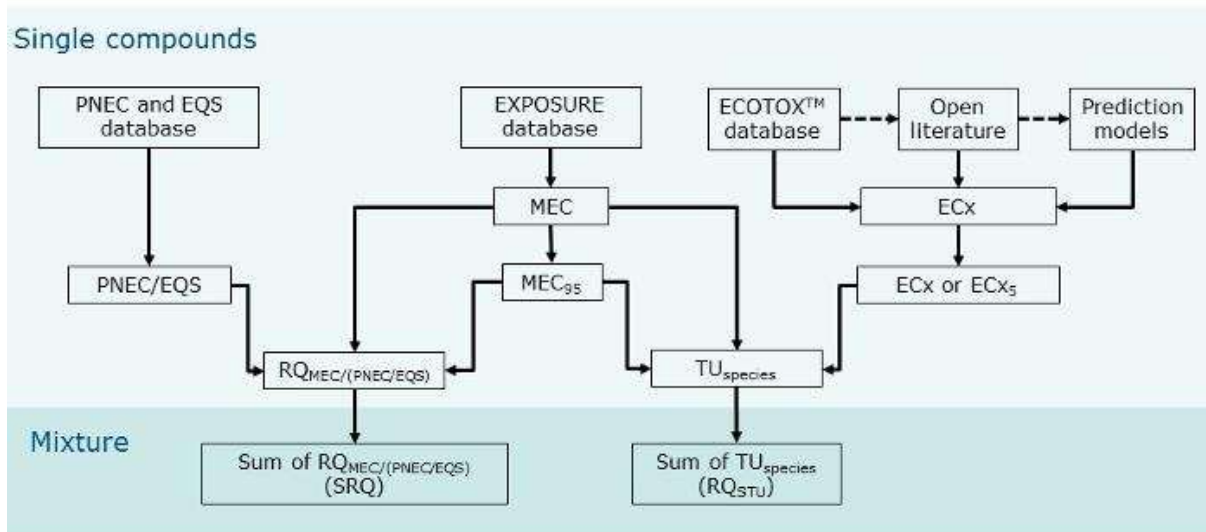 Single compounds
PNEC and EQS
database
EXPOSURE
database
ECOTOX™
database
Open
literature
Prediction
models
MEC
ECx
PNEC/EQS
MEC₉₅
ECx or ECx₅
RQMEC/(PNEC/EQS)
TUspecies
Mixture
Sum of RQMEC/(PNEC/EQS)
(SRQ)
Sum of TUspecies
(RQSTU)